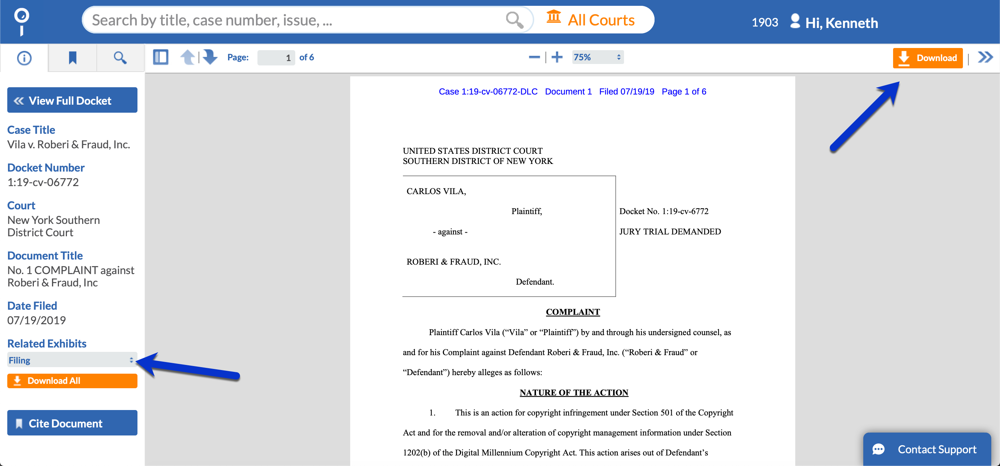 Search by title, case number, issue, ...
All Courts
1903
Hi, Kenneth
Page:
1
of 6
75%
Download
View Full Docket
Case Title
Vila v. Roberi & Fraud, Inc.
Docket Number
1:19-cv-06772
Court
New York Southern
District Court
Document Title
No. 1 COMPLAINT against
Roberi & Fraud, Inc
Date Filed
07/19/2019
Related Exhibits
Filing
Download All
Cite Document
Case 1:19-cv-06772-DLC Document 1 Filed 07/19/19 Page 1 of 6
UNITED STATES DISTRICT COURT
SOUTHERN DISTRICT OF NEW YORK
CARLOS VILA,
Plaintiff,
Docket No. 1:19-cv-6772
- against -
JURY TRIAL DEMANDED
ROBERI & FRAUD, INC.
Defendant.
COMPLAINT
Plaintiff Carlos Vila (“Vila” or “Plaintiff”) by and through his undersigned counsel, as
and for his Complaint against Defendant Roberi & Fraud, Inc. (“Roberi & Fraud” or
“Defendant”) hereby alleges as follows:
NATURE OF THE ACTION
1. This is an action for copyright infringement under Section 501 of the Copyright
Act and for the removal and/or alteration of copyright management information under Section
1202(b) of the Digital Millennium Copyright Act. This action arises out of Defendant’s
Contact Support